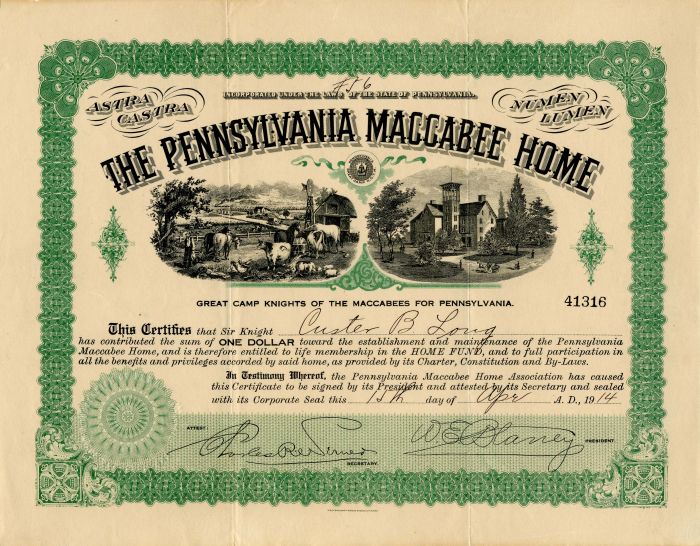 F.S. 6
INCORPORATED UNDER THE LAWS OF THE STATE OF PENNSYLVANIA.
ASTRA CASTRA
NUMEN LUMEN
THE PENNSYLVANIA MACCABEE HOME
GREAT CAMP KNIGHTS OF THE MACCABEES FOR PENNSYLVANIA.
41316
This Certifies that Sir Knight Custer B Long
has contributed the sum of ONE DOLLAR toward the establishment and maintenance of the Pennsylvania
Maccabee Home, and is therefore entitled to life membership in the HOME FUND, and to full participation in
all the benefits and privileges accorded by said home, as provided by its Charter, Constitution and By-Laws.
In Testimony Whereof, the Pennsylvania Maccabee Home Association has caused
this Certificate to be signed by its President and attested by its Secretary and sealed
with its Corporate Seal this 15th day of Apr A. D., 1914
ATTEST
SECRETARY.
W. E. Blaney
PRESIDENT.